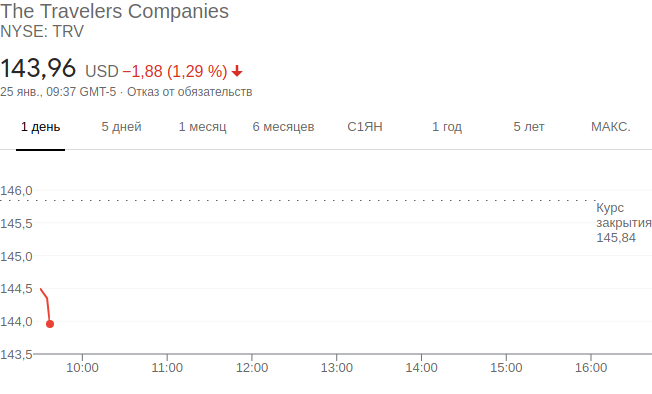 The Travelers Companies
NYSE: TRV
143,96 USD −1,88 (1,29 %)
25 янв., 09:37 GMT-5 · Отказ от обязательств
1 день 5 дней 1 месяц 6 месяцев С1ЯН 1 год 5 лет МАКС.
146,0
Курс
закрытия
145,84
145,5
145,0
144,5
144,0
143,5
10:00 11:00 12:00 13:00 14:00 15:00 16:00